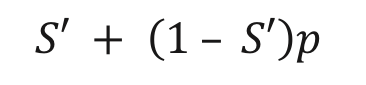 S′ + (1 – S′)p